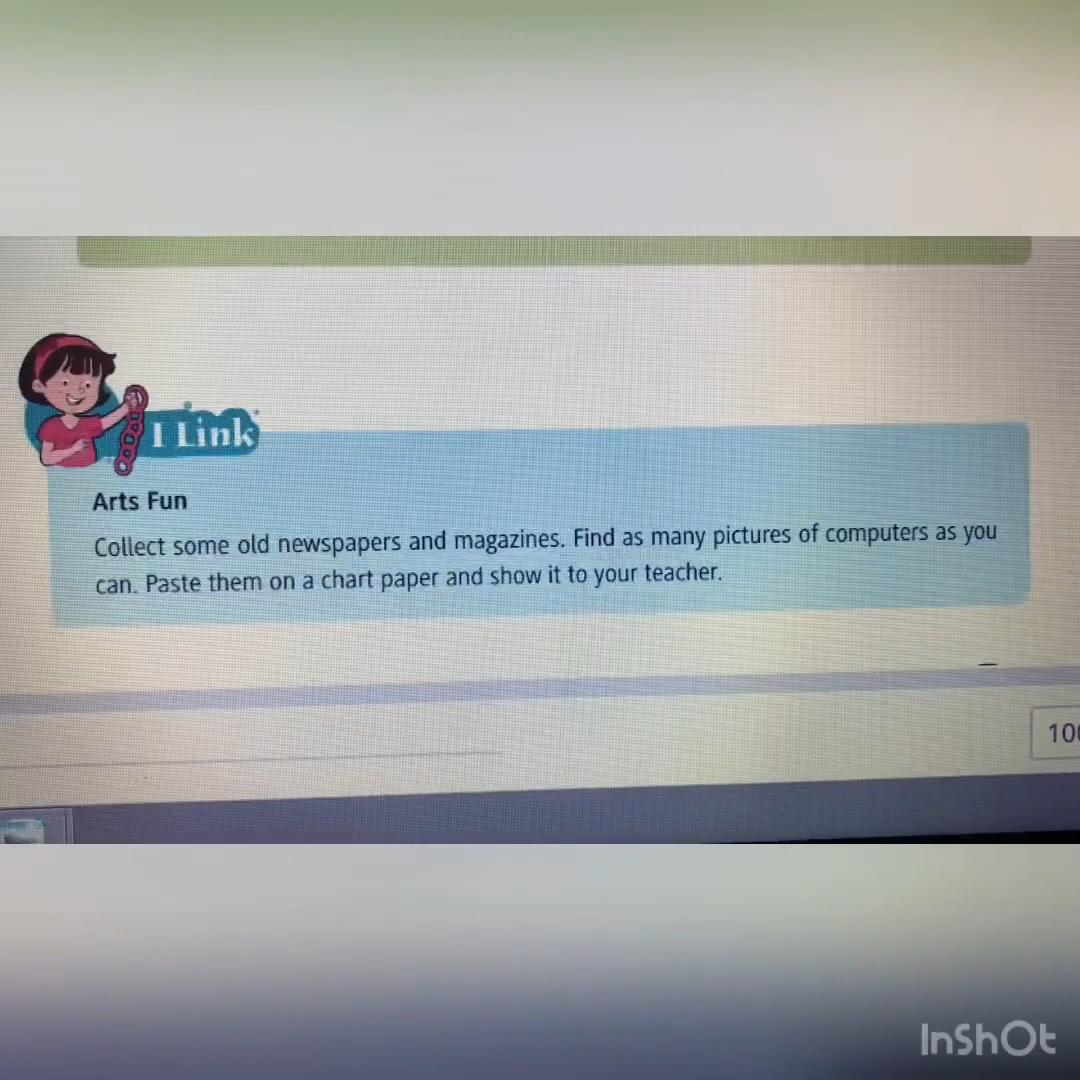 I Link
Arts Fun
Collect some old newspapers and magazines. Find as many pictures of computers as you
can. Paste them on a chart paper and show it to your teacher.
InShOt